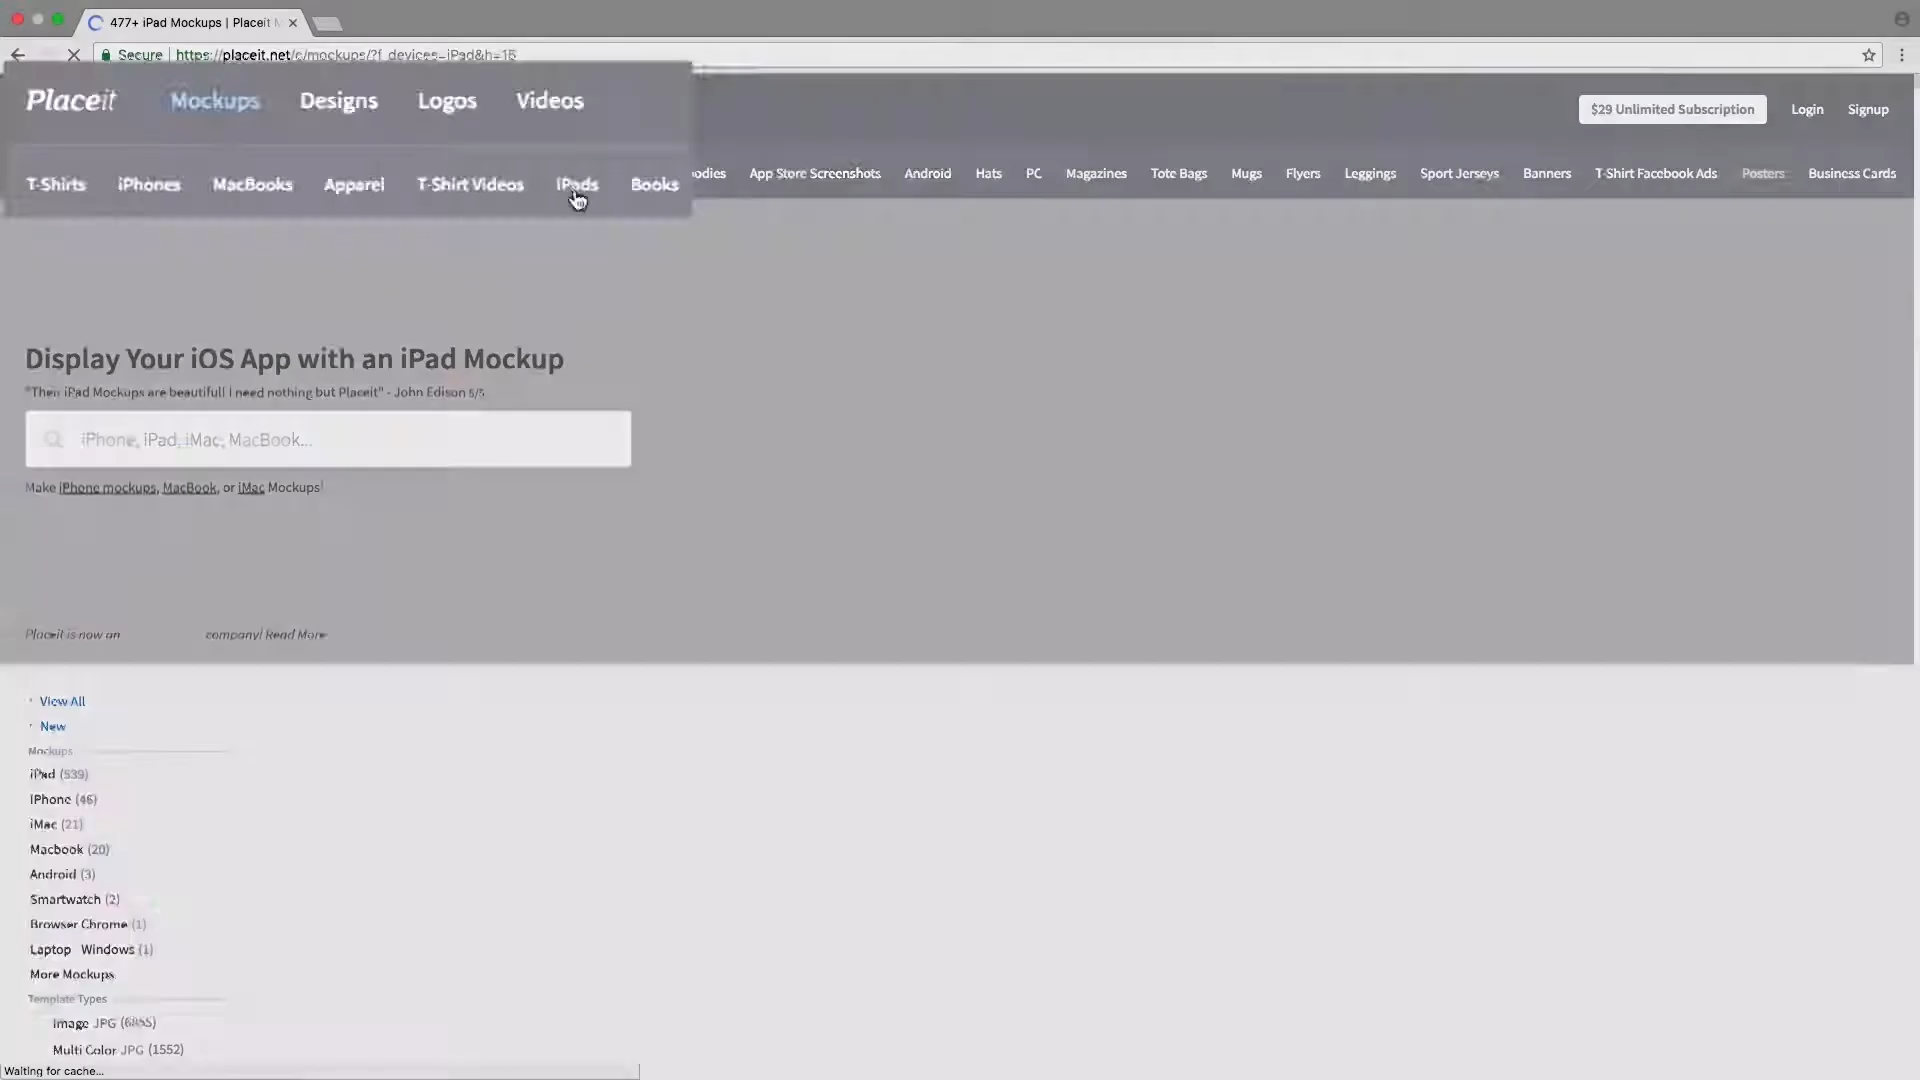 477+ iPad Mockups | Placeit M
Secure https://placeit.net/c/mockups/?f_devices=iPad&h=15
Placeit Mockups Designs Logos Videos
$29 Unlimited Subscription Login Signup
T-Shirts iPhones MacBooks Apparel T-Shirt Videos iPads Books odies App Store Screenshots Android Hats PC Magazines Tote Bags Mugs Flyers Leggings Sport Jerseys Banners T-Shirt Facebook Ads Posters Business Cards
Display Your iOS App with an iPad Mockup
"Their iPad Mockups are beautiful! I need nothing but Placeit" - John Edison 5/5
iPhone, iPad, iMac, MacBook...
Make iPhone mockups, MacBook, or iMac Mockups!
Placeit is now an company! Read More
View All
New
Mockups
iPad (539)
iPhone (46)
iMac (21)
Macbook (20)
Android (3)
Smartwatch (2)
Browser Chrome (1)
Laptop Windows (1)
More Mockups
Template Types
Image JPG (6855)
Multi Color JPG (1552)
Waiting for cache...